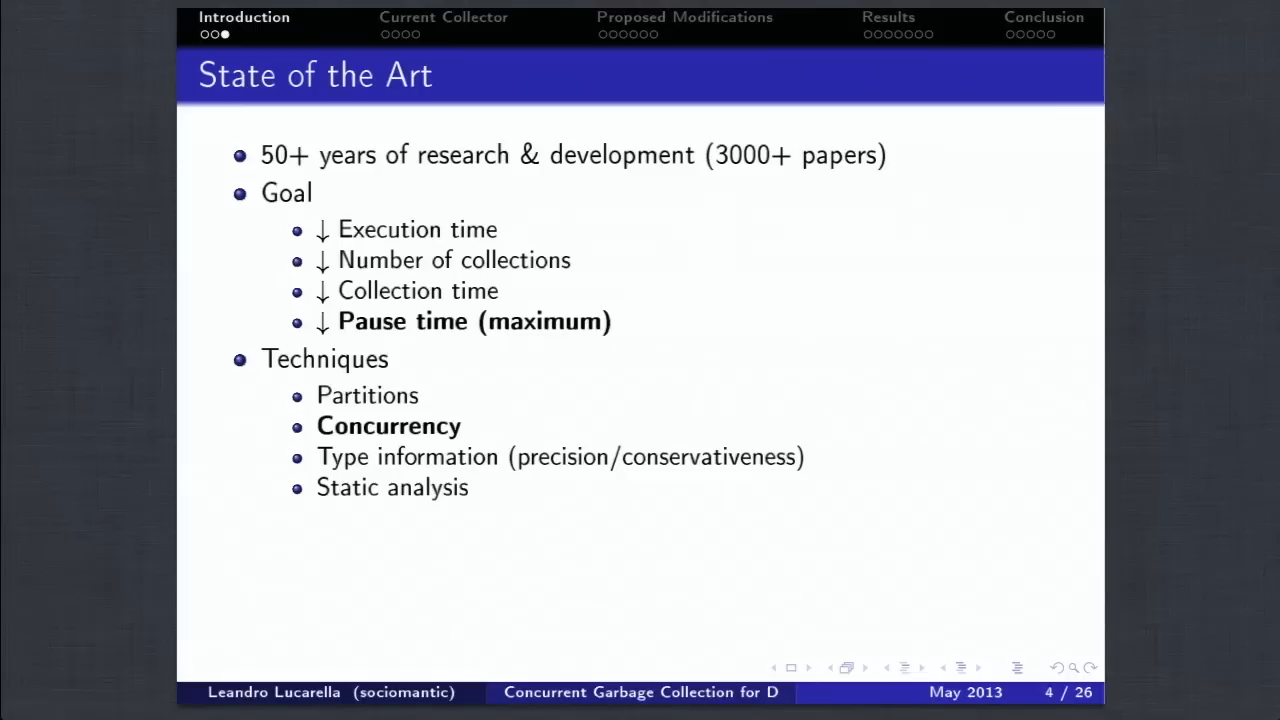 Introduction Current Collector Proposed Modifications Results Conclusion
State of the Art
50+ years of research & development (3000+ papers)
Goal
↓ Execution time
↓ Number of collections
↓ Collection time
↓ Pause time (maximum)
Techniques
Partitions
Concurrency
Type information (precision/conservativeness)
Static analysis
Leandro Lucarella (sociomantic) Concurrent Garbage Collection for D May 2013 4 / 26